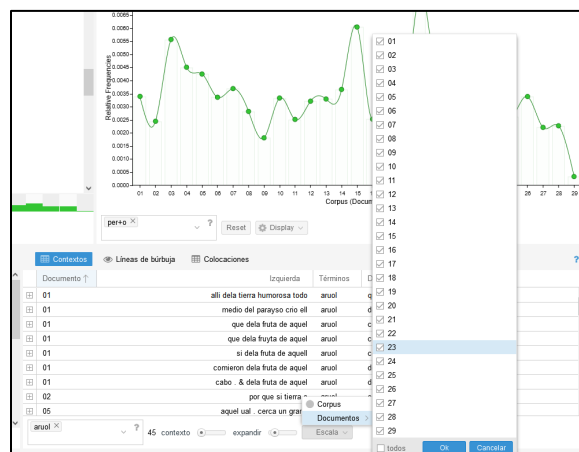 0.0065
0.0060
0.0055
0.0050
0.0045
0.0040
0.0035
0.0030
0.0025
0.0020
0.0015
0.0010
0.0005
0.0000
Relative Frequencies
01 02 03 04 05 06 07 08 09 10 11 12 13 14 15 16 26 27 28 29
Corpus (Docum
per+o × ? Reset Display
Contextos Líneas de búrbuja Colocaciones ?
Documento ↑ Izquierda Términos D
01 alli dela tierra humorosa todo aruol q
01 medio del parayso crio ell aruol d
01 que dela fruta de aquel aruol c
01 que dela fruyta de aquel aruol c
01 si dela fruta de aquell aruol d
01 comieron dela fruta de aquel aruol d
01 cabo . & dela fruta de aquel aruol d
02 por que si tierra
05 aquel ual . cerca un gran
aruol × ? 45 contexto expandir Escala
Corpus
Documentos >
01
02
03
04
05
06
07
08
09
10
11
12
13
14
15
16
17
18
19
20
21
22
23
24
25
26
27
28
29
todos Ok Cancelar